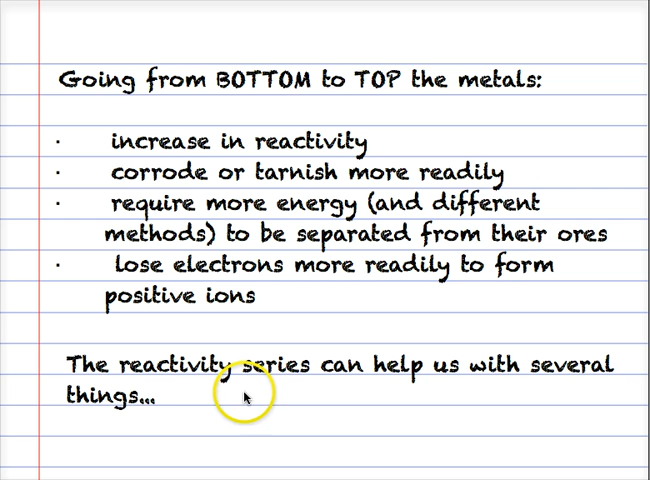 Going from BOTTOM to TOP the metals:
· increase in reactivity
· corrode or tarnish more readily
· require more energy (and different
methods) to be separated from their ores
· lose electrons more readily to form
positive ions
The reactivity series can help us with several
things...